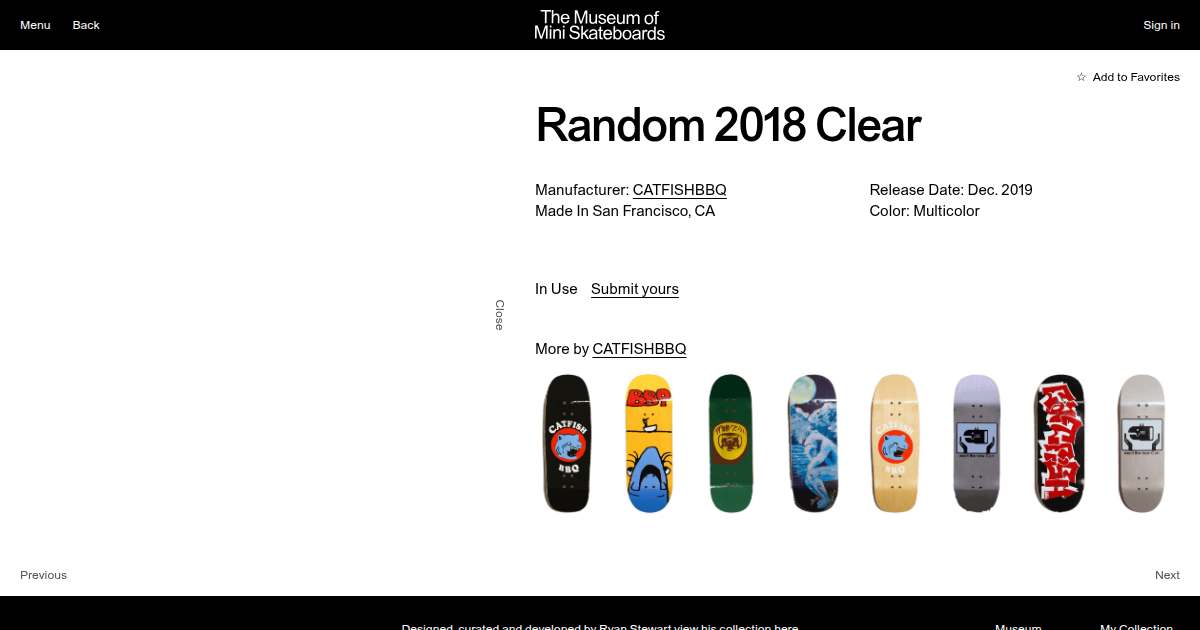 Menu
Back
The Museum of
Mini Skateboards
Sign in
☆ Add to Favorites
Random 2018 Clear
Manufacturer: CATFISHBBQ
Made In San Francisco, CA
Release Date: Dec. 2019
Color: Multicolor
In Use
Submit yours
Close
More by CATFISHBBQ
CATFISH
BBQ
BBQ
CATFISH
BBQ
Previous
Next
Designed, curated and developed by Ryan Stewart view his collection here
Museum
My Collection